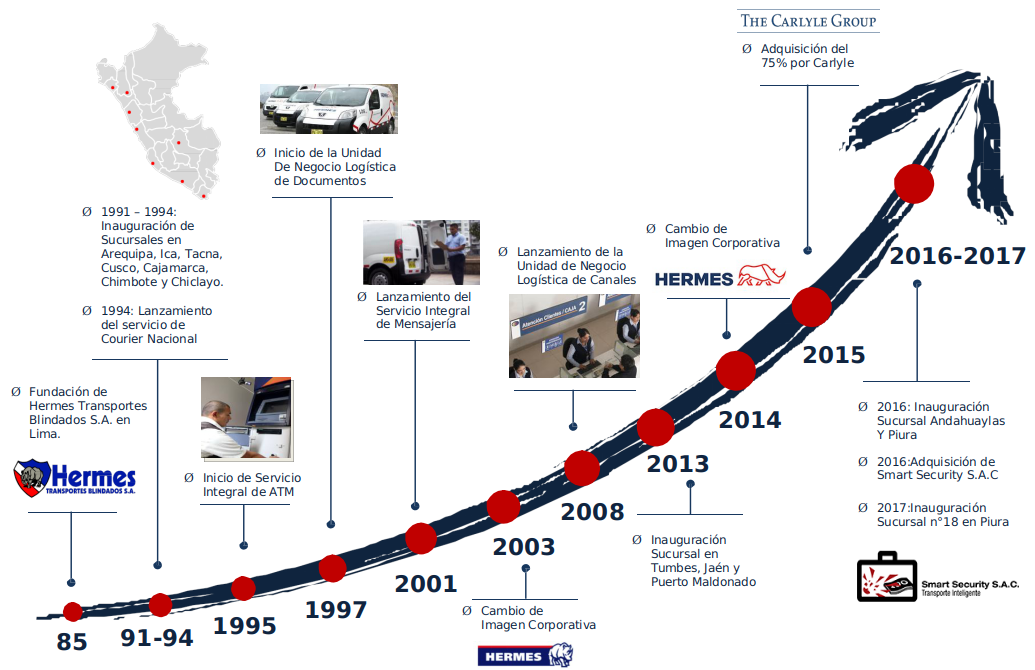 THE CARLYLE GROUP
Ø Adquisición del
75% por Carlyle
Ø Inicio de la Unidad
De Negocio Logística
de Documentos
Ø 1991 – 1994:
Inauguración de
Sucursales en
Arequipa, Ica, Tacna,
Cusco, Cajamarca,
Chimbote y Chiclayo.
Ø 1994: Lanzamiento
del servicio de
Courier Nacional
Ø Lanzamiento del
Servicio Integral
de Mensajería
Ø Lanzamiento de la
Unidad de Negocio
Logística de Canales
Atención Clientes / CAJA 2
Ø Cambio de
Imagen Corporativa
HERMES
Ø Fundación de
Hermes Transportes
Blindados S.A. en
Lima.
Hermes
TRANSPORTES BLINDADOS S.A.
Ø Inicio de Servicio
Integral de ATM
85
91-94
1995
1997
2001
2003
2008
2013
2014
2015
2016-2017
Ø Cambio de
Imagen Corporativa
HERMES
Ø Inauguración
Sucursal en
Tumbes, Jaén y
Puerto Maldonado
Ø 2016: Inauguración
Sucursal Andahuaylas
Y Piura
Ø 2016:Adquisición de
Smart Security S.A.C
Ø 2017:Inauguración
Sucursal n°18 en Piura
Smart Security S.A.C.
Transporte Inteligente